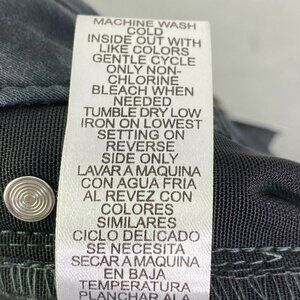 MACHINE WASH
COLD
INSIDE OUT WITH
LIKE COLORS
GENTLE CYCLE
ONLY NON-
CHLORINE
BLEACH WHEN
NEEDED
TUMBLE DRY LOW
IRON ON LOWEST
SETTING ON
REVERSE
SIDE ONLY
LAVAR A MAQUINA
CON AGUA FRIA
AL REVEZ CON
COLORES
SIMILARES
CICLO DELICADO
SE NECESITA
SECAR A MAQUINA
EN BAJA
TEMPERATURA
PLANCHAR A LA